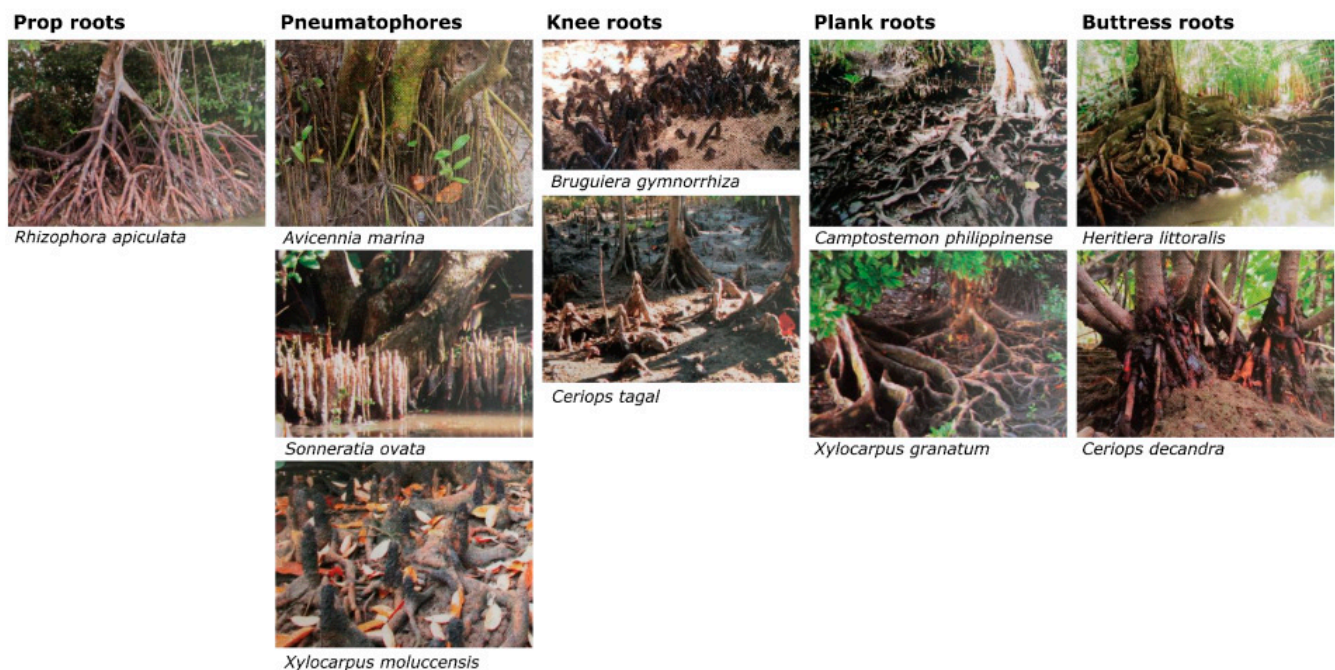 Prop roots
Rhizophora apiculata
Pneumatophores
Avicennia marina
Sonneratia ovata
Xylocarpus moluccensis
Knee roots
Bruguiera gymnorrhiza
Ceriops tagal
Plank roots
Camptostemon philippinense
Xylocarpus granatum
Buttress roots
Heritiera littoralis
Ceriops decandra